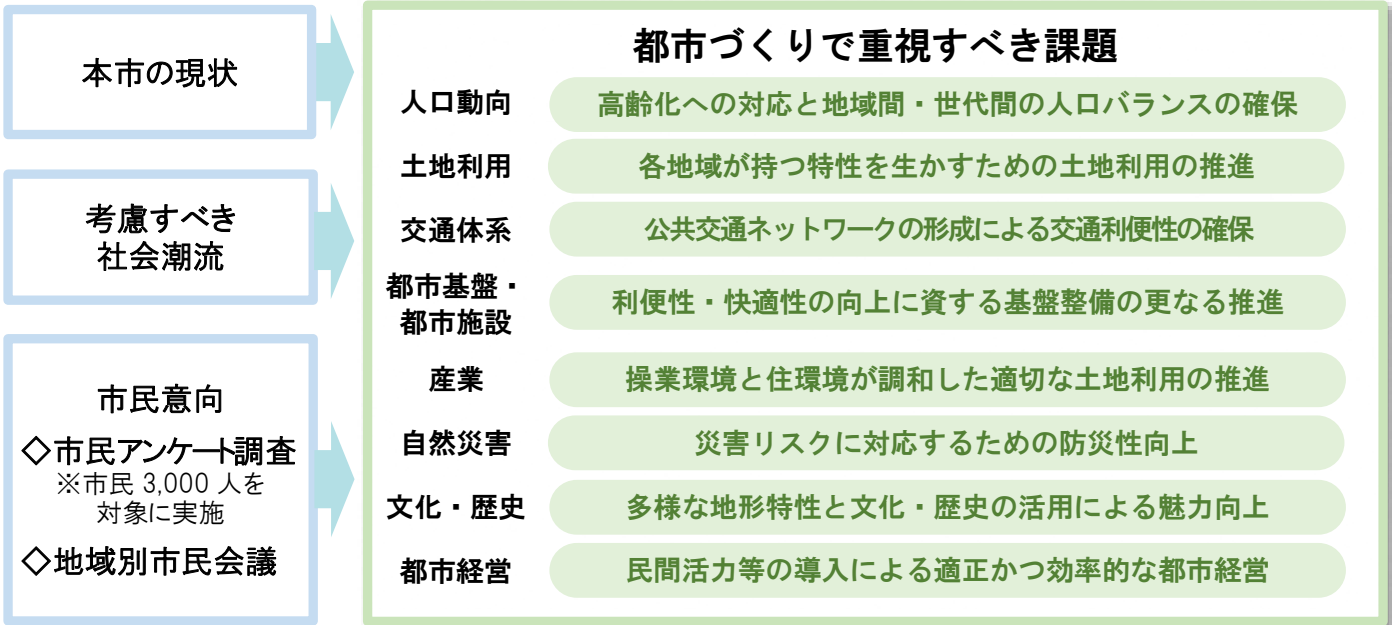 本市の現状
考慮すべき
社会潮流
市民意向
◇市民アンケート調査
※市民 3,000 人を
対象に実施
◇地域別市民会議
都市づくりで重視すべき課題
人口動向 高齢化への対応と地域間・世代間の人口バランスの確保
土地利用 各地域が持つ特性を生かすための土地利用の推進
交通体系 公共交通ネットワークの形成による交通利便性の確保
都市基盤・
都市施設 利便性・快適性の向上に資する基盤整備の更なる推進
産業 操業環境と住環境が調和した適切な土地利用の推進
自然災害 災害リスクに対応するための防災性向上
文化・歴史 多様な地形特性と文化・歴史の活用による魅力向上
都市経営 民間活力等の導入による適正かつ効率的な都市経営